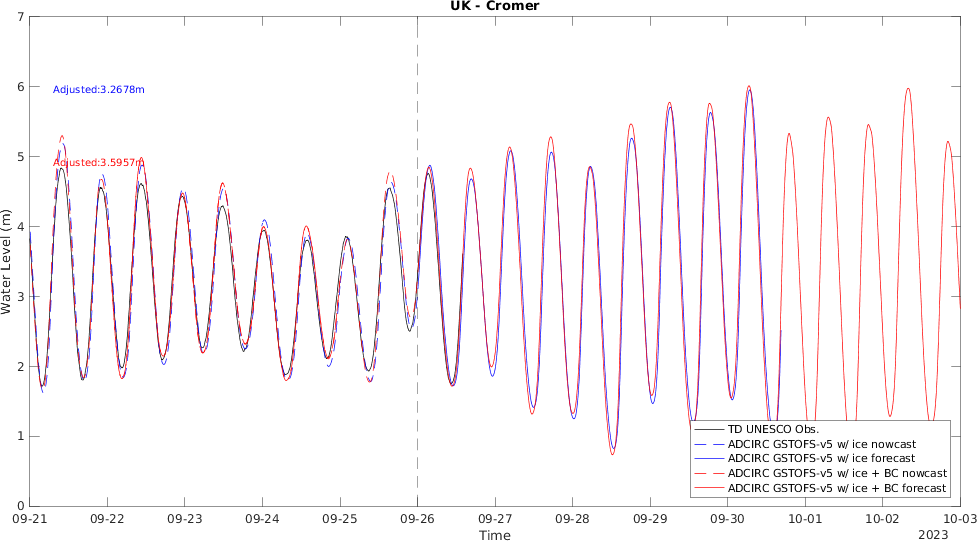 UK - Cromer
7
6
5
4
3
2
1
0
Water Level (m)
Adjusted:3.2678m
Adjusted:3.5957m
TD UNESCO Obs.
ADCIRC GSTOFS-v5 w/ ice nowcast
ADCIRC GSTOFS-v5 w/ ice forecast
ADCIRC GSTOFS-v5 w/ ice + BC nowcast
ADCIRC GSTOFS-v5 w/ ice + BC forecast
09-21 09-22 09-23 09-24 09-25 09-26 09-27 09-28 09-29 09-30 10-01 10-02 10-03
Time
2023